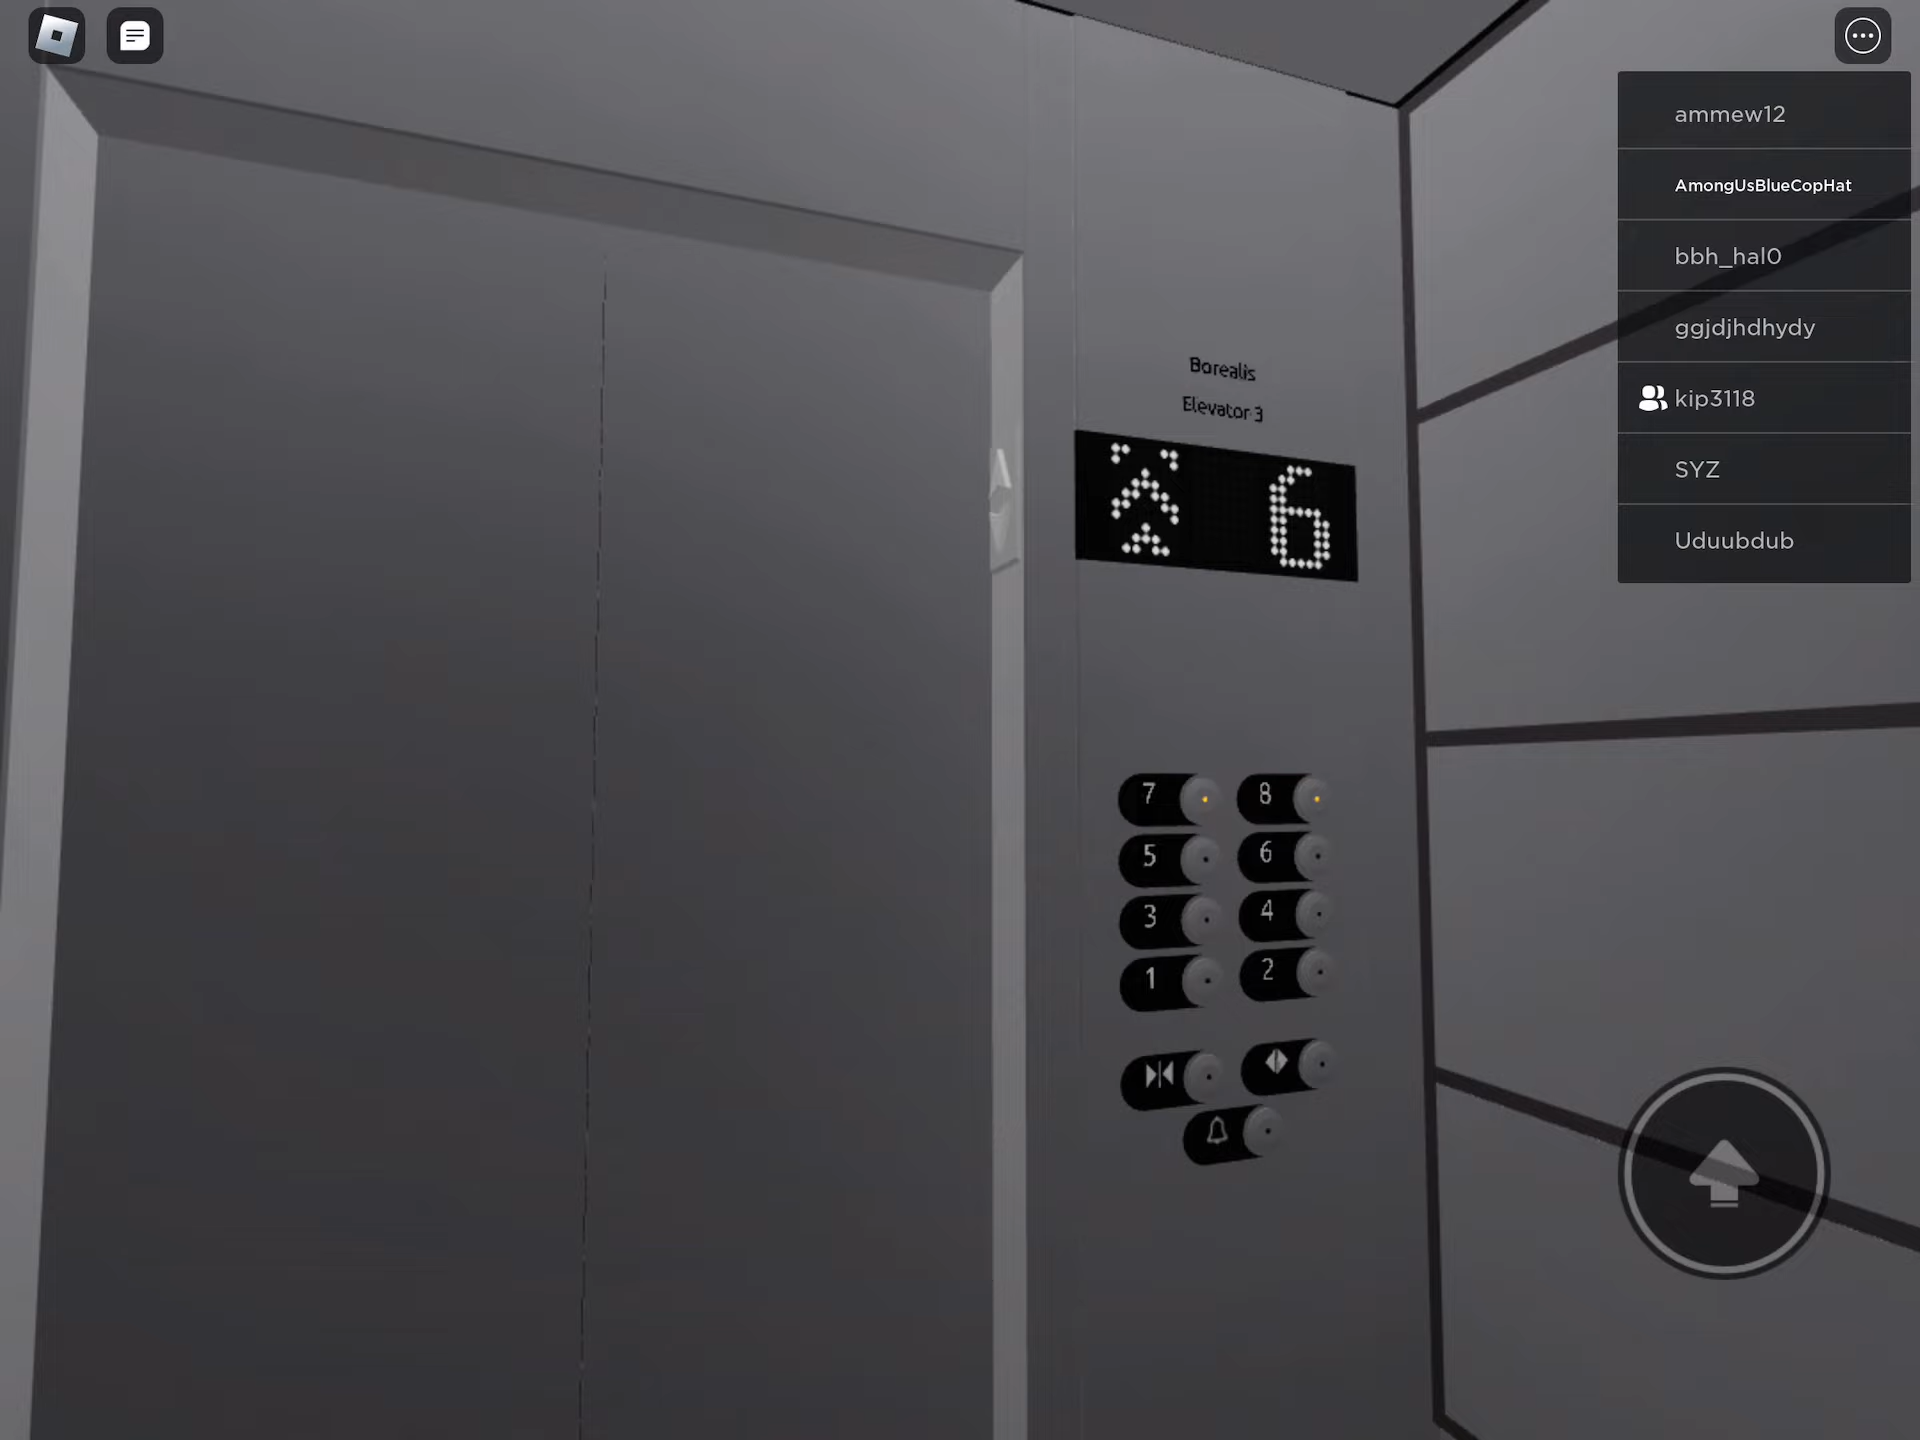 ammew12
AmongUsBlueCopHat
bbh_hal0
ggjdjhdhydy
kip3118
SYZ
Uduubdub
Borealis
Elevator 3
6
7 8
5 6
3 4
1 2